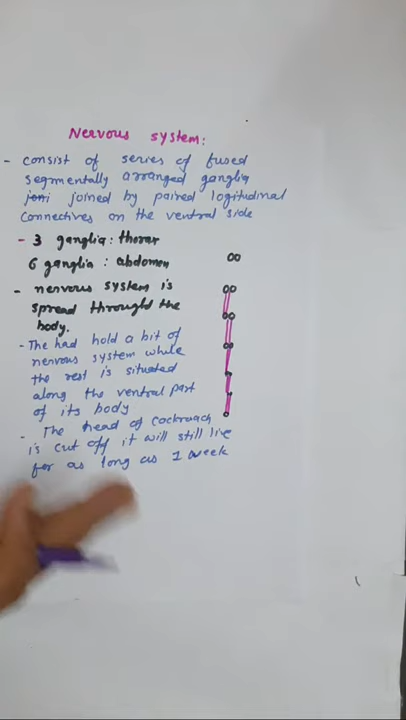 Nervous system:
- consist of series of fused
segmentally arranged ganglia
joni joined by paired logitudinal
connectives on the ventral side
- 3 ganglia : thorax
6 ganglia : abdomen
- nervous system is
spread throught the
body.
- The had hold a bit of
nervous system while
the rest is situated
along the ventral part
of its body
- The head of cockroach
is cut off it will still live
for as long as 1 week